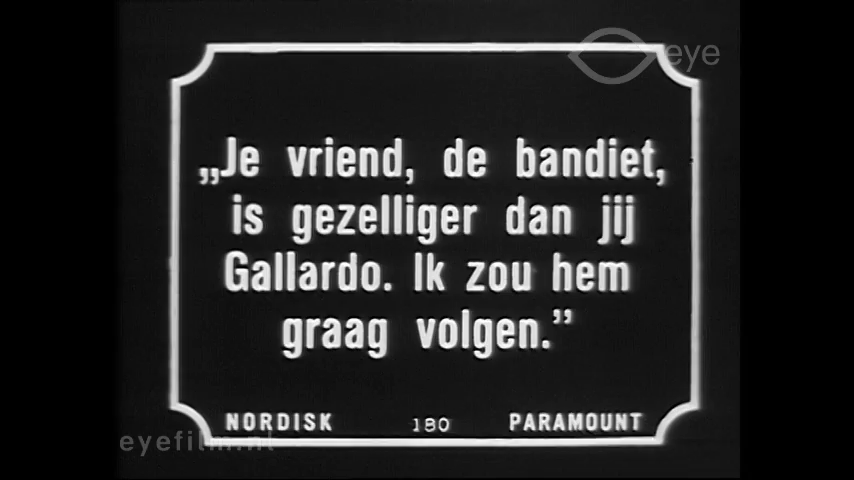 eye
„Je vriend, de bandiet,
is gezelliger dan jij
Gallardo. Ik zou hem
graag volgen.”
NORDISK 180 PARAMOUNT
eyefilm.nl